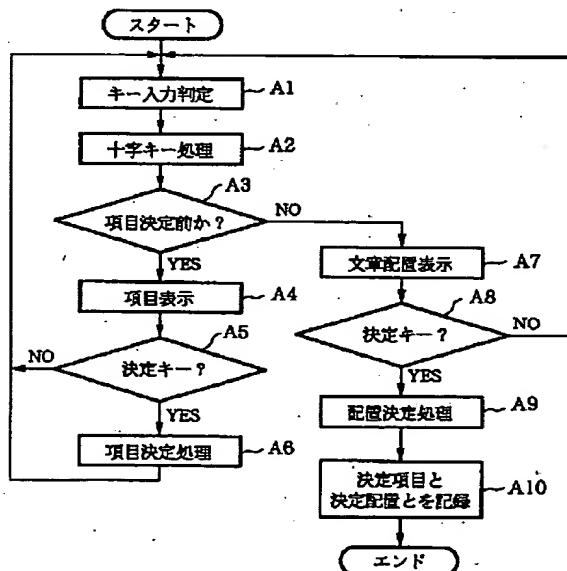 スタート
キー入力判定 A1
十字キー処理 A2
項目決定前か? A3
NO
YES
項目表示 A4
決定キー? A5
NO
YES
項目決定処理 A6
文章配置表示 A7
決定キー? A8
NO
YES
配置決定処理 A9
決定項目と
決定配置とを記録 A10
エンド